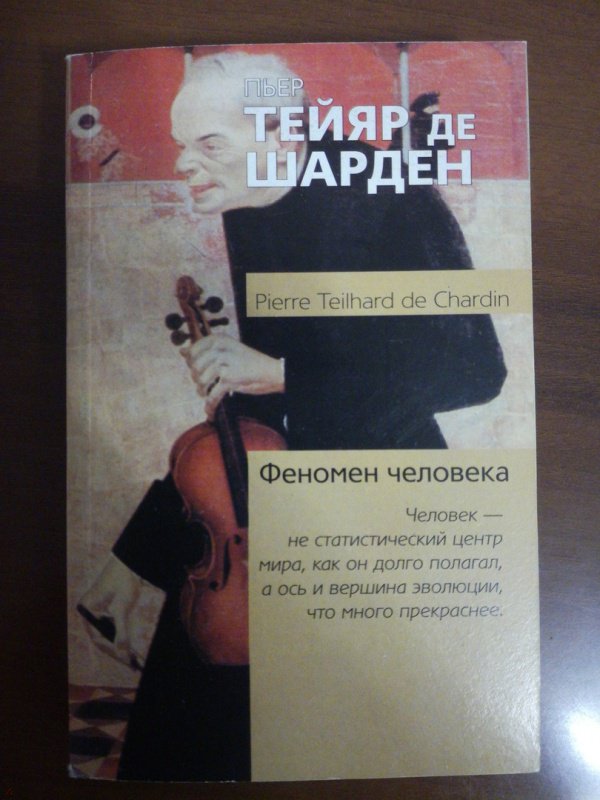 ПЬЕР
ТЕЙЯР ДЕ
ШАРДЕН
Pierre Teilhard de Chardin
Феномен человека
Человек —
не статистический центр
мира, как он долго полагал,
а ось и вершина эволюции,
что много прекраснее.